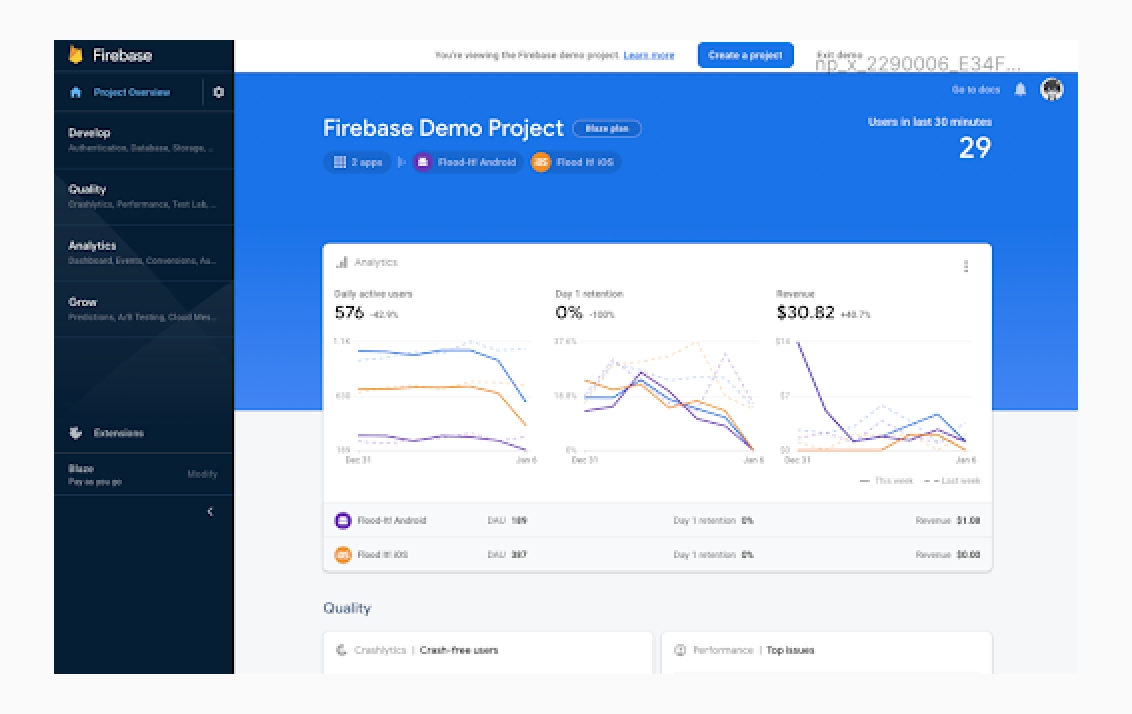 Firebase
You're viewing the Firebase demo project. Learn more
Create a project
Exit demo
np_x_2290006_E34F...
Project Overview
Go to docs
Develop
Authentication, Database, Storage, ...
Quality
Crashlytics, Performance, Test Lab, ...
Analytics
Dashboard, Events, Conversions, Au...
Grow
Predictions, A/B Testing, Cloud Mes...
Extensions
Blaze
Pay as you go
Modify
Firebase Demo Project
Blaze plan
Users in last 30 minutes
29
2 apps
Flood-It! Android
iOS
Flood It! iOS
Analytics
Daily active users
576 -42.9%
Day 1 retention
0% -100%
Revenue
$30.82 +40.7%
1.1K
37.6%
18.8%
$7
0%
$0
Dec 31
Jan 6
Dec 31
Jan 6
Dec 31
Jan 6
This week
Last week
Flood-It! Android
DAU 189
Day 1 retention 0%
Revenue $1.00
iOS
Flood It! iOS
DAU 387
Day 1 retention 0%
Revenue $0.00
Quality
Crashlytics | Crash-free users
Performance | Top Issues